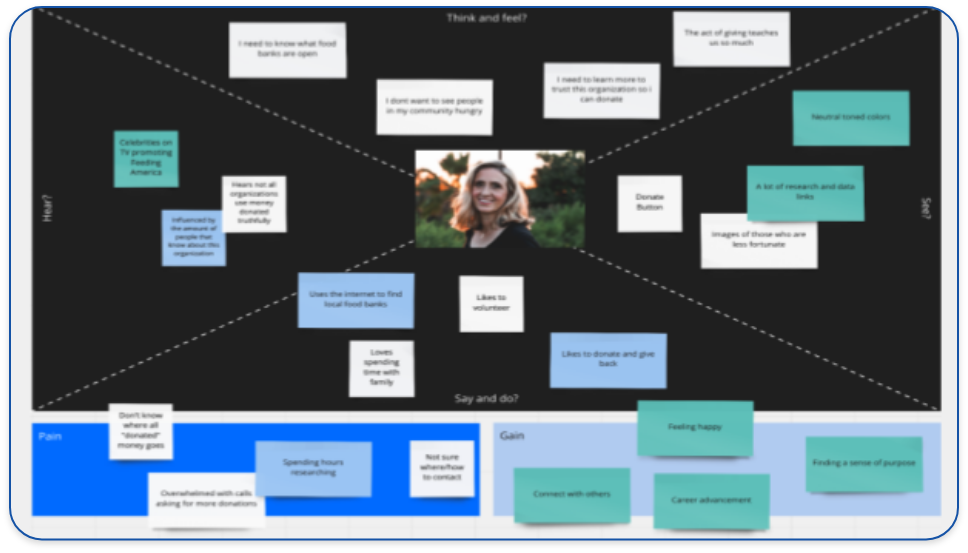 Think and feel?
I need to know what food
banks are open
The act of giving teaches
us so much
I dont want to see people
in my community hungry
I need to learn more to
trust this organization so i
can donate
Hear?
Celebrities on
TV promoting
Feeding
America
Hears not all
organizations
use money
donated
truthfully
Influenced by
the amount of
people that
know about this
organization
See?
Neutral toned colors
A lot of research and data
links
Donate
Button
Images of those who are
less fortunate
Uses the internet to find
local food banks
Likes to
volunteer
Loves
spending
time with
family
Likes to donate and give
back
Say and do?
Pain
Don't know
where all
"donated"
money goes
Overwhelmed with calls
asking for more donations
Spending hours
researching
Not sure
where/how
to contact
Gain
Feeling happy
Connect with others
Career advancement
Finding a sense of purpose